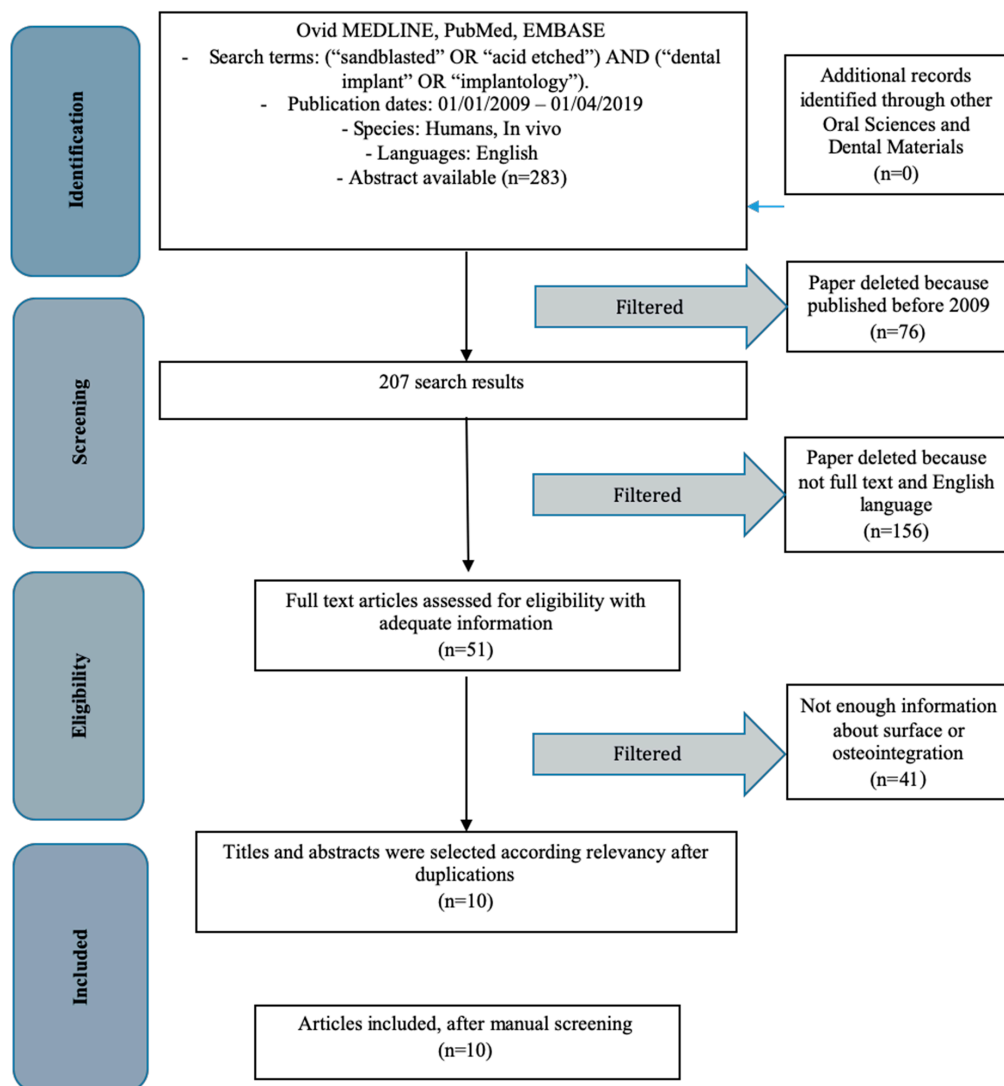 Identification
Ovid MEDLINE, PubMed, EMBASE
- Search terms: (“sandblasted” OR “acid etched”) AND (“dental
implant” OR “implantology”).
- Publication dates: 01/01/2009 – 01/04/2019
- Species: Humans, In vivo
- Languages: English
- Abstract available (n=283)
Additional records
identified through other
Oral Sciences and
Dental Materials
(n=0)
Filtered
Paper deleted because
published before 2009
(n=76)
Screening
207 search results
Filtered
Paper deleted because
not full text and English
language
(n=156)
Eligibility
Full text articles assessed for eligibility with
adequate information
(n=51)
Filtered
Not enough information
about surface or
osteointegration
(n=41)
Included
Titles and abstracts were selected according relevancy after
duplications
(n=10)
Articles included, after manual screening
(n=10)